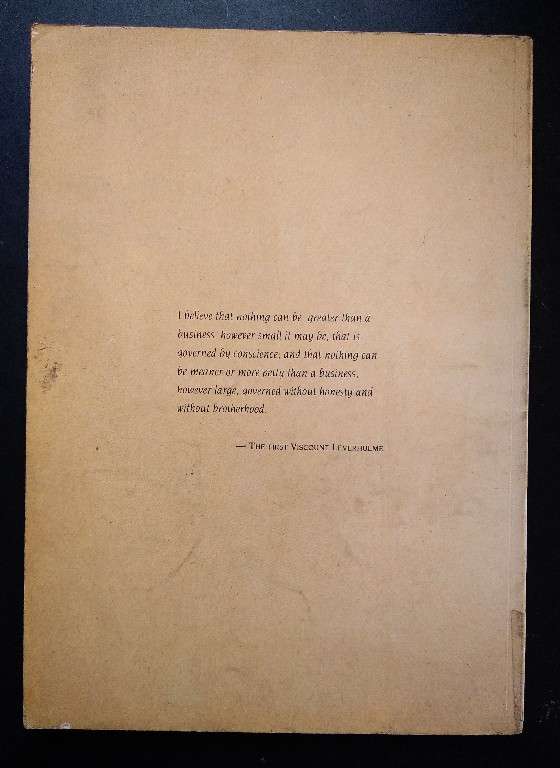 I believe that nothing can be greater than a
business however small it may be, that is
governed by conscience, and that nothing can
be meaner or more petty than a business,
however large, governed without honesty and
without brotherhood.
— The first Viscount Leverhulme